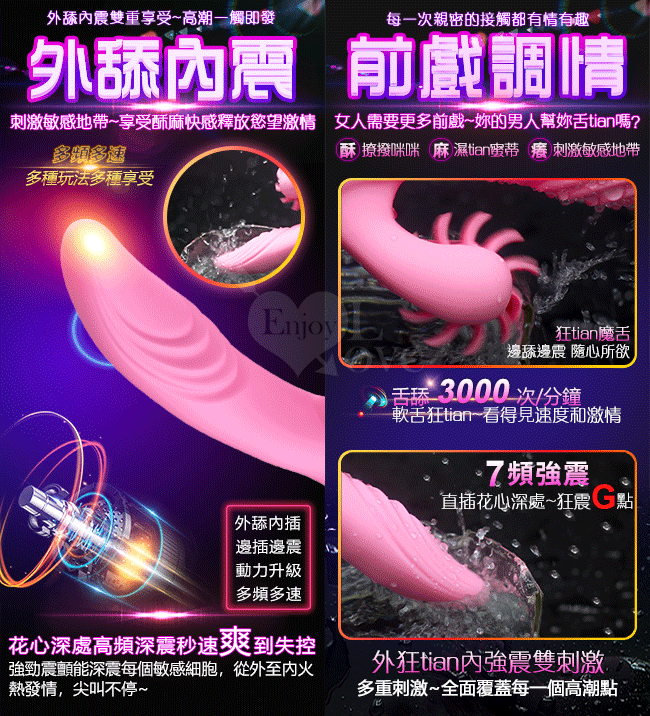 外舔內震雙重享受~高潮一觸即發
外舔內震
刺激敏感地帶~享受酥麻快感釋放慾望激情
多頻多速
多種玩法多種享受
Enjoy
外舔內插
邊插邊震
動力升級
多頻多速
花心深處高頻深震秒速爽到失控
強勁震顫能深震每個敏感細胞，從外至內火
熱發情，尖叫不停~
每一次親密的接觸都有情有趣
前戲調情
女人需要更多前戲~妳的男人幫妳舌tian嗎?
酥 撩撥咪咪 麻 濕tian蜜蒂 癢 刺激敏感地帶
狂tian魔舌
邊舔邊震 隨心所欲
舌舔 3000 次/分鐘
軟舌狂tian~看得見速度和激情
7頻強震
直插花心深處~狂震G點
外狂tian內強震雙刺激
多重刺激~全面覆蓋每一個高潮點